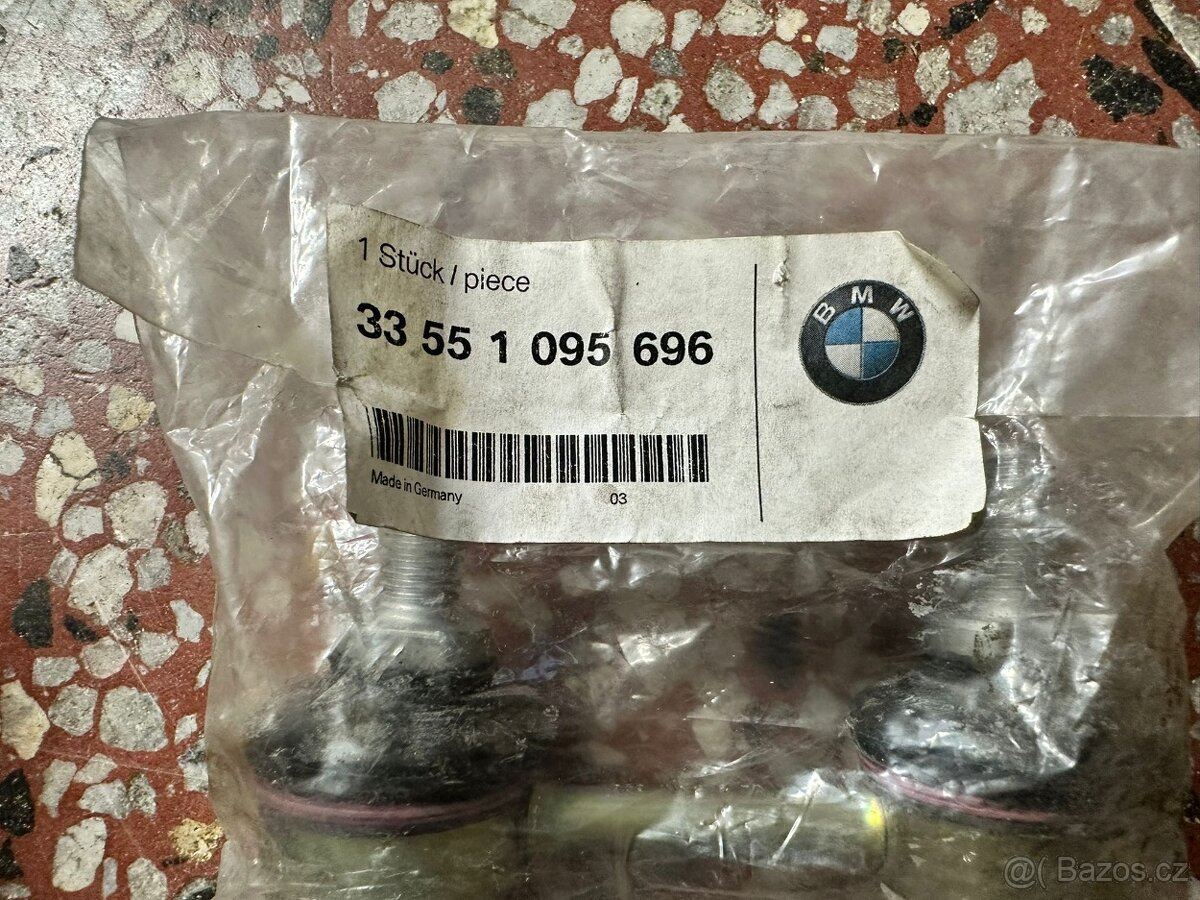 1 Stück / piece
33 55 1 095 696
Made in Germany
03
BMW
@( Bazos.cz